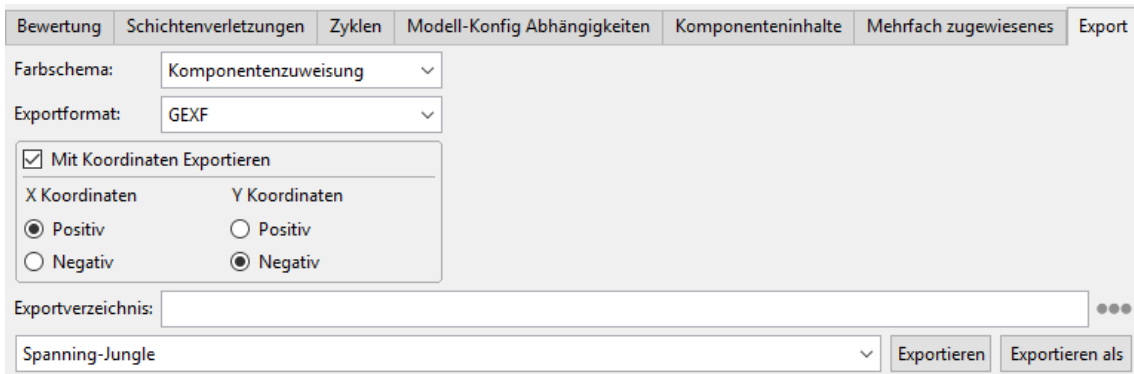 Bewertung Schichtenverletzungen Zyklen Modell-Konfig Abhängigkeiten Komponenteninhalte Mehrfach zugewiesenes Export
Farbschema: Komponentenzuweisung
Exportformat: GEXF
Mit Koordinaten Exportieren
X Koordinaten Y Koordinaten
Positiv Positiv
Negativ Negativ
Exportverzeichnis:
Spanning-Jungle Exportieren Exportieren als